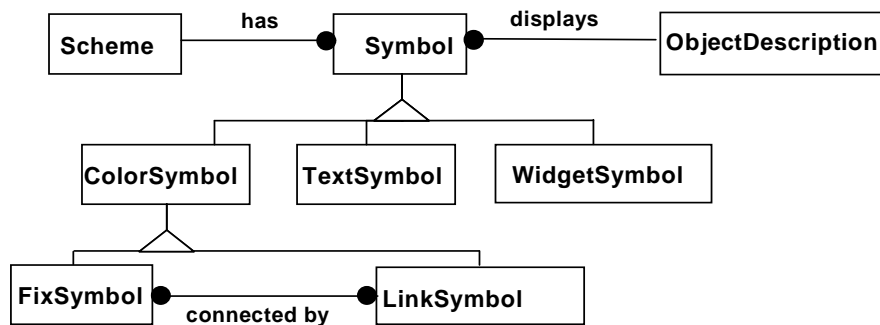 has
displays
Scheme
Symbol
ObjectDescription
ColorSymbol
TextSymbol
WidgetSymbol
FixSymbol
LinkSymbol
connected by